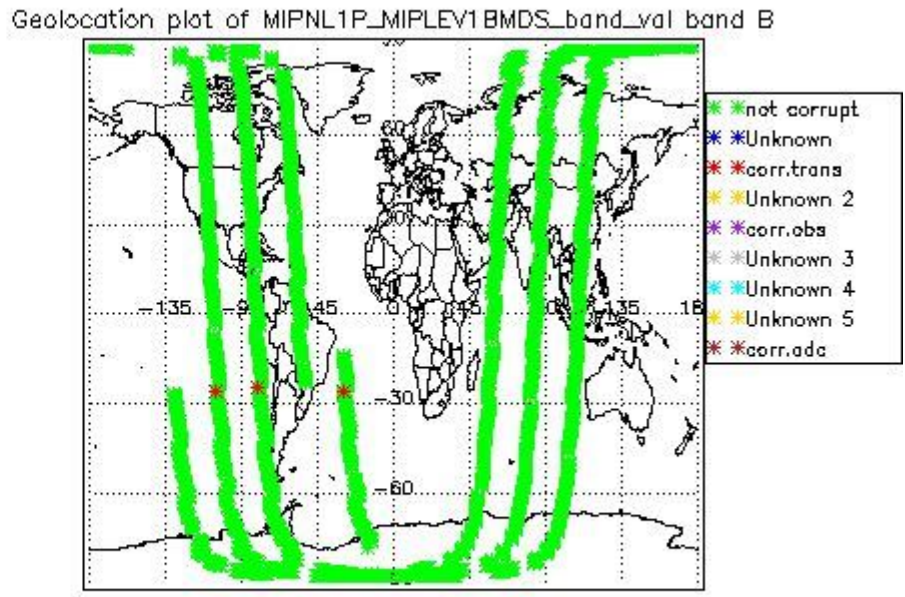 Geolocation plot of MIPNL1P_MIPLEV1BMDS_band_val band B
60
-135
45
0
135
-30
-60
not corrupt
Unknown
corr.trans
Unknown 2
corr.obs
Unknown 3
Unknown 4
Unknown 5
corr.adc